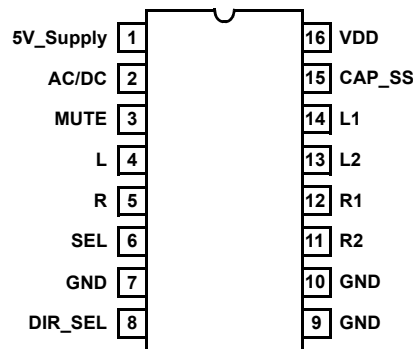 5V_Supply 1 16 VDD
AC/DC 2 15 CAP_SS
MUTE 3 14 L1
L 4 13 L2
R 5 12 R1
SEL 6 11 R2
GND 7 10 GND
DIR_SEL 8 9 GND